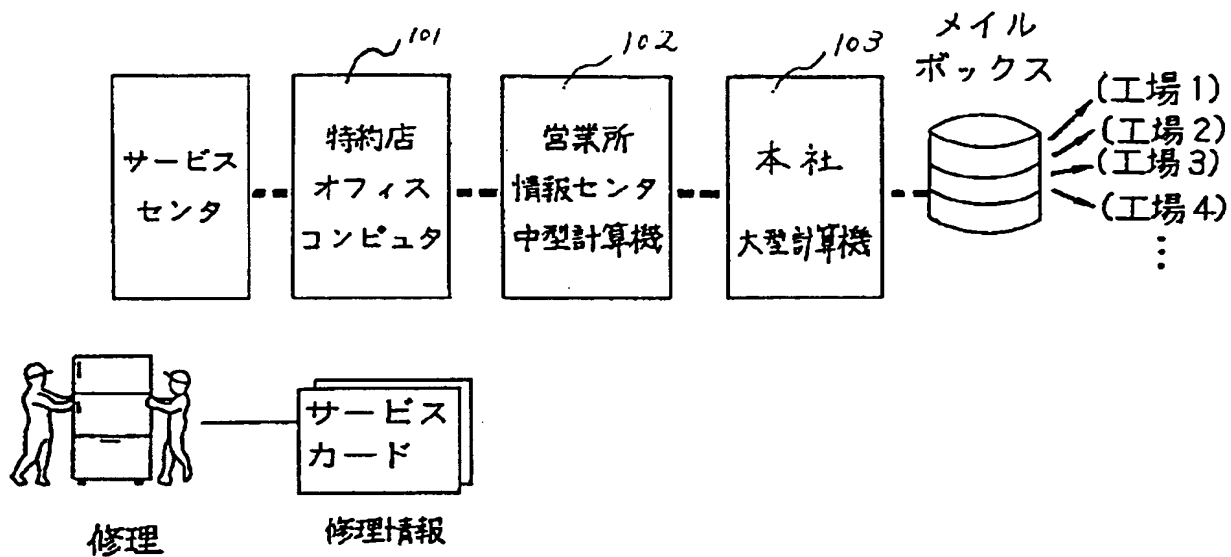 101
102
103
メイル
ボックス
サービス
センタ
特約店
オフィス
コンピュタ
営業所
情報センタ
中型計算機
本社
大型計算機
(工場1)
(工場2)
(工場3)
(工場4)
サービス
カード
修理
修理情報